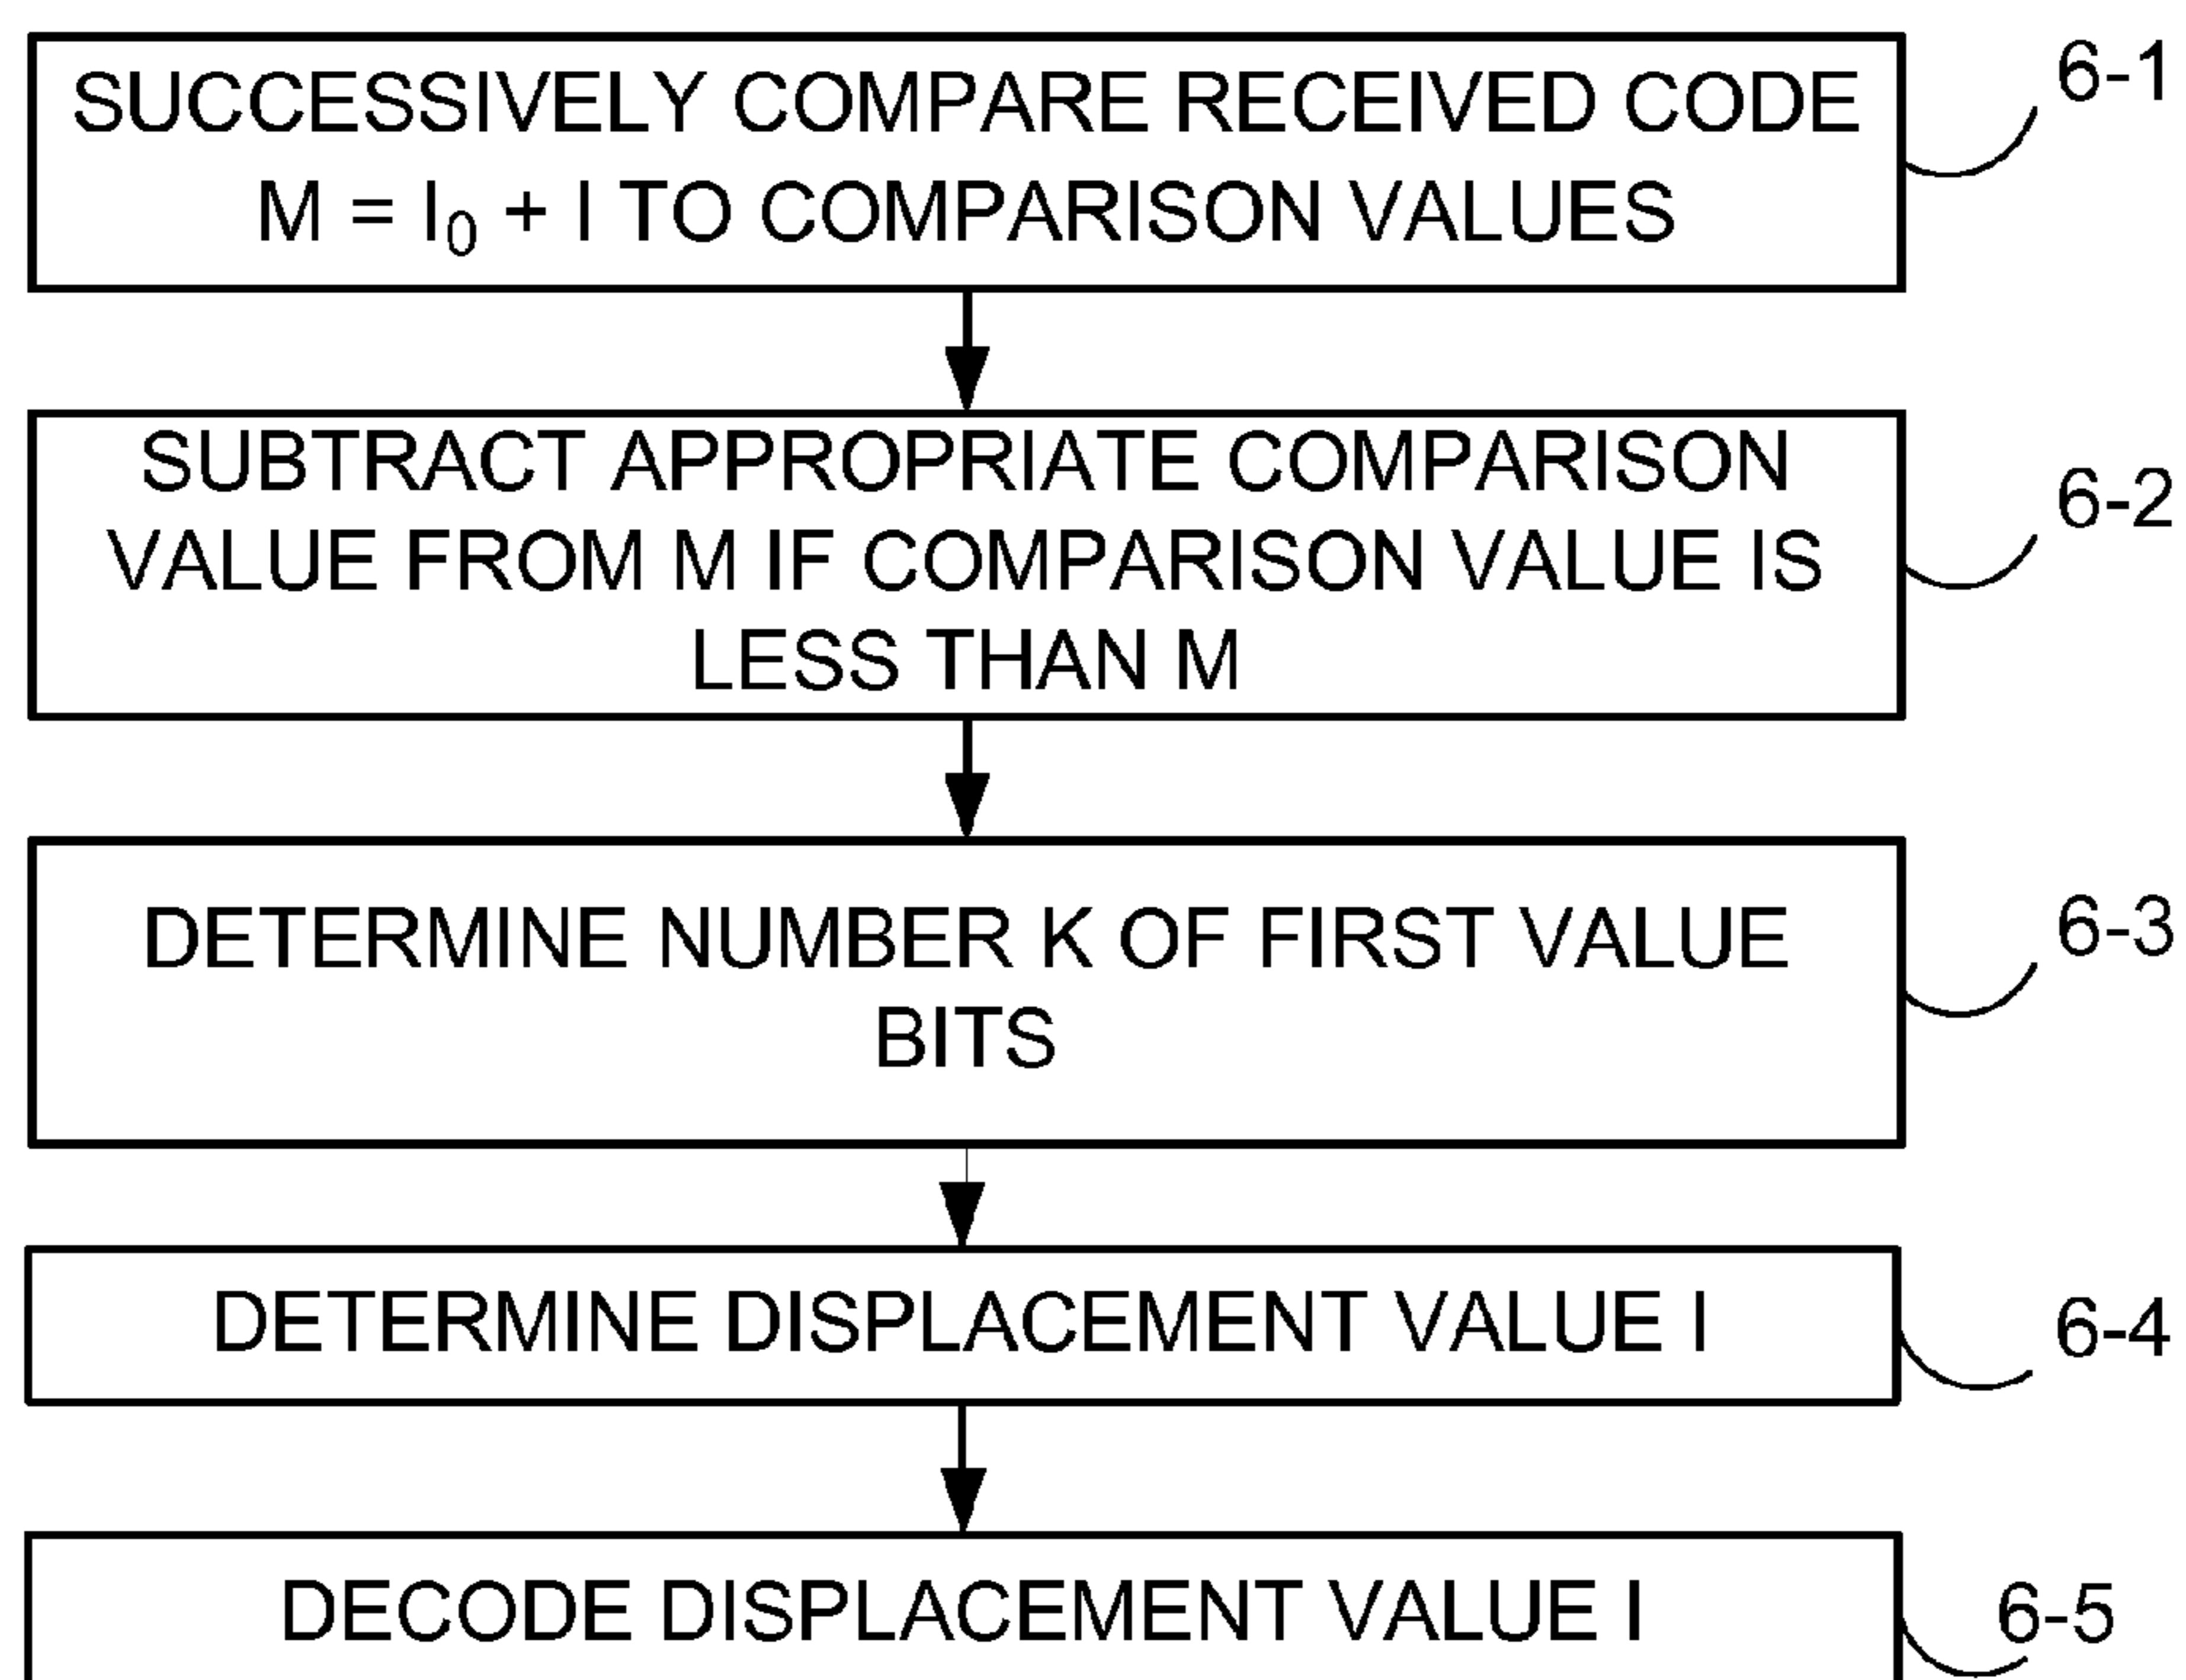 SUCCESSIVELY COMPARE RECEIVED CODE
M = I₀ + I TO COMPARISON VALUES
6-1
SUBTRACT APPROPRIATE COMPARISON
VALUE FROM M IF COMPARISON VALUE IS
LESS THAN M
6-2
DETERMINE NUMBER K OF FIRST VALUE
BITS
6-3
DETERMINE DISPLACEMENT VALUE I
6-4
DECODE DISPLACEMENT VALUE I
6-5